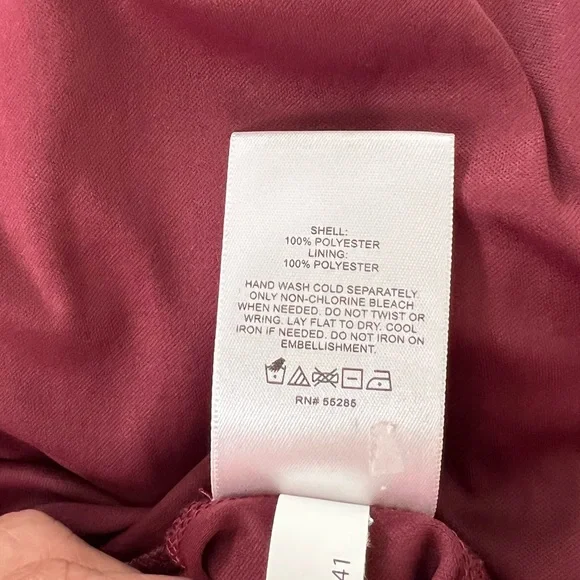 SHELL:
100% POLYESTER
LINING:
100% POLYESTER
HAND WASH COLD SEPARATELY
ONLY NON-CHLORINE BLEACH
WHEN NEEDED. DO NOT TWIST OR
WRING. LAY FLAT TO DRY. COOL
IRON IF NEEDED. DO NOT IRON ON
EMBELLISHMENT.
RN# 55285
41